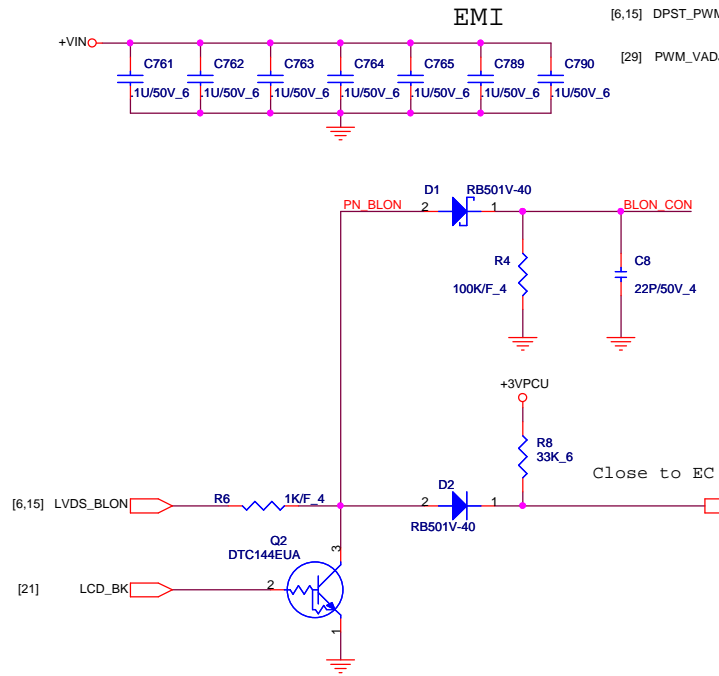 EMI
[6,15] DPST_PWM
+VIN
C761 C762 C763 C764 C765 C789 C790
[29] PWM_VAD
.1U/50V_6 .1U/50V_6 .1U/50V_6 .1U/50V_6 .1U/50V_6 .1U/50V_6 .1U/50V_6
D1 RB501V-40
PN_BLON 2 1 BLON_CON
R4 C8
100K/F_4 22P/50V_4
+3VPCU
R8
33K_6
Close to EC
D2
[6,15] LVDS_BLON R6 1K/F_4 2 1
RB501V-40
Q2
DTC144EUA
3
[21] LCD_BK 2
1